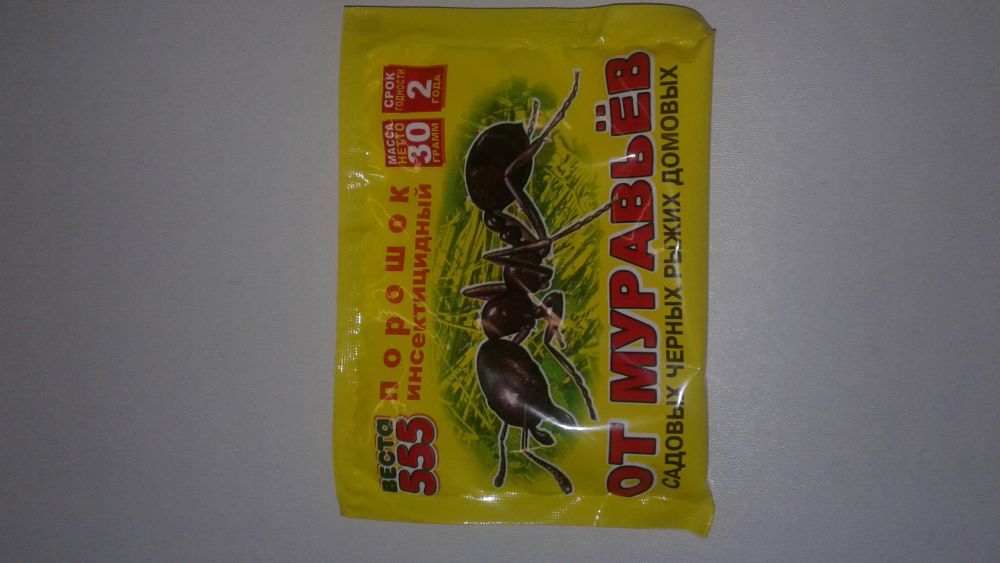 ВЕСТА
555
порошок
инсектицидный
МАССА
НЕТТО
30
ГРАММ
СРОК
ГОДНОСТИ
2
ГОДА
ОТ МУРАВЬЁВ
САДОВЫХ ЧЕРНЫХ РЫЖИХ ДОМОВЫХ